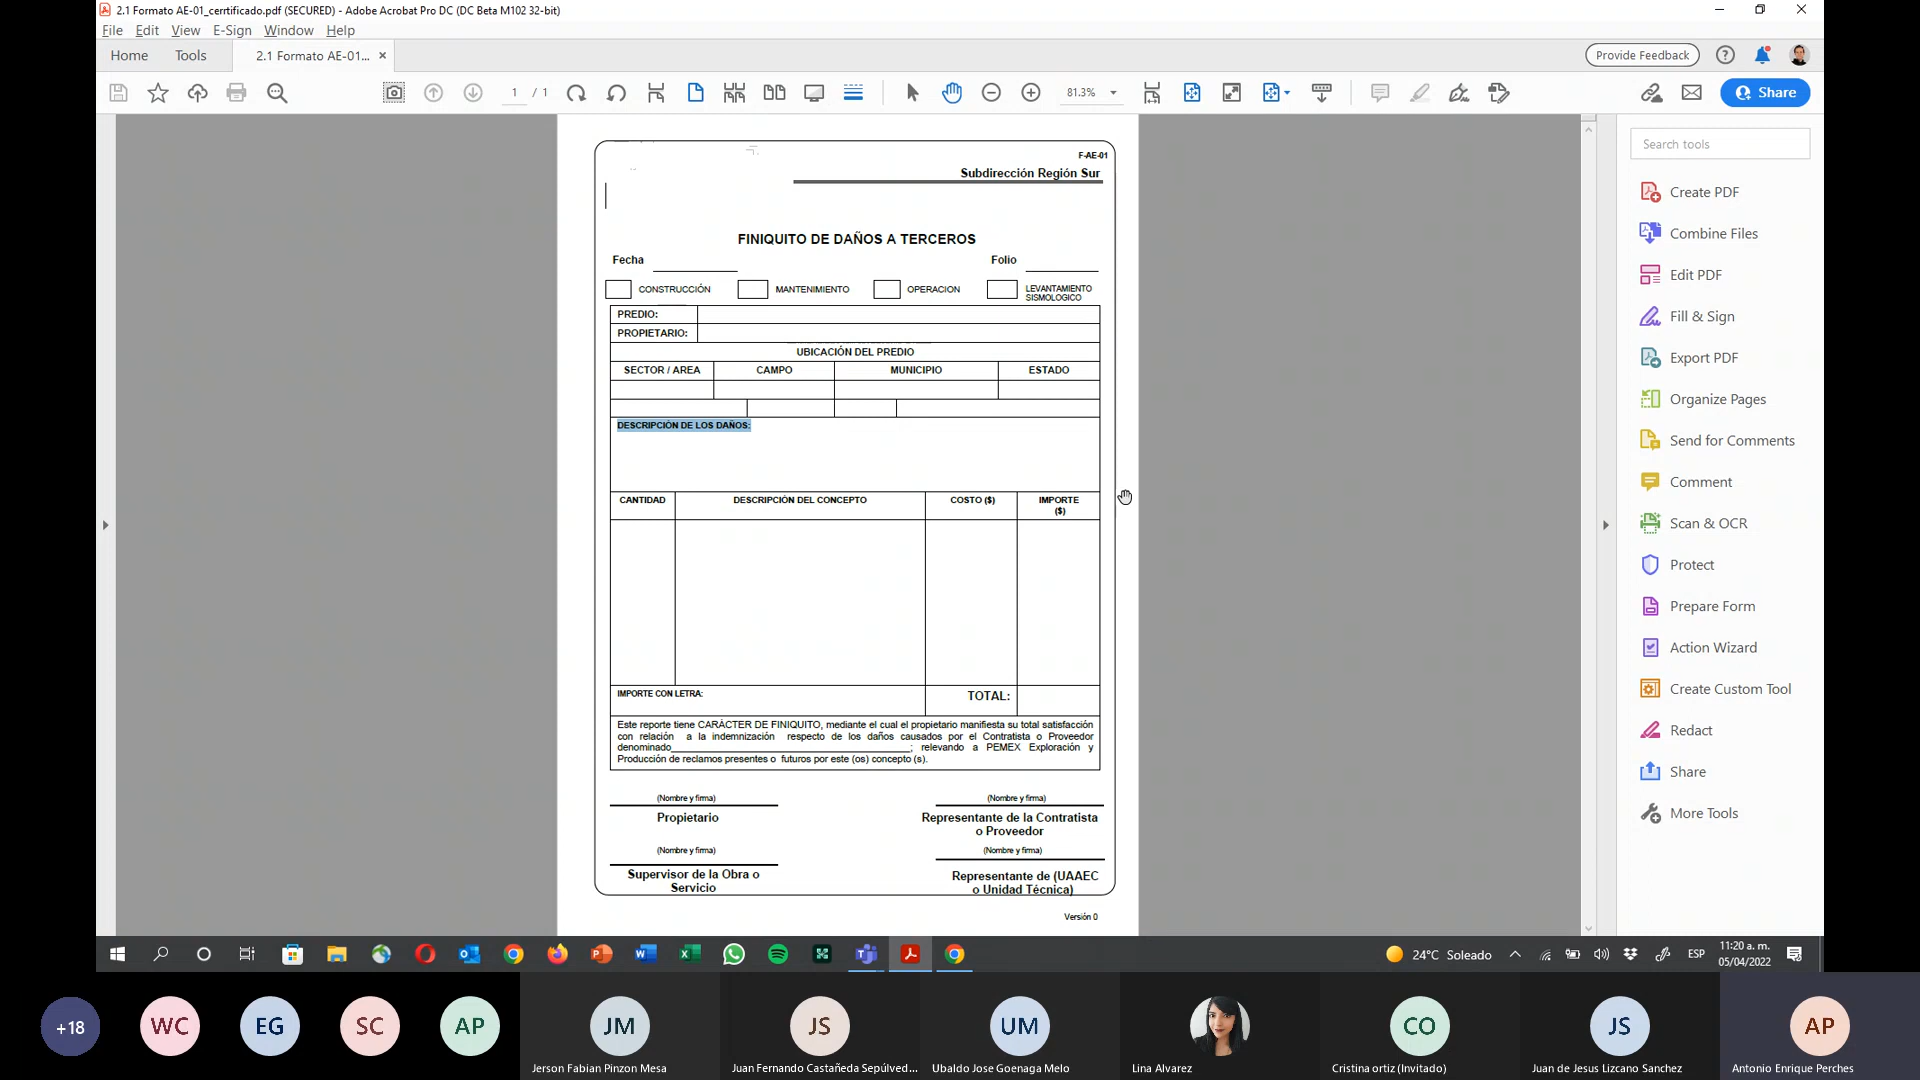 2.1 Formato AE-01_cerrtificado.pdf (SECURED) - Adobe Acrobat Pro DC (DC Beta M102 32-bit)
File Edit View E-Sign Window Help
Home Tools 2.1 Formato AE-01... ×
Provide Feedback
1 / 1
81.3%
Share
Search tools
Create PDF
Combine Files
Edit PDF
Fill & Sign
Export PDF
Organize Pages
Send for Comments
Comment
Scan & OCR
Protect
Prepare Form
Action Wizard
Create Custom Tool
Redact
Share
More Tools
F-AE-01
Subdirección Región Sur
FINIQUITO DE DAÑOS A TERCEROS
Fecha Folio
CONSTRUCCIÓN MANTENIMIENTO OPERACION LEVANTAMIENTO
SISMOLOGICO
PREDIO:
PROPIETARIO:
UBICACIÓN DEL PREDIO
SECTOR / AREA CAMPO MUNICIPIO ESTADO
DESCRIPCIÓN DE LOS DAÑOS:
CANTIDAD DESCRIPCIÓN DEL CONCEPTO COSTO ($) IMPORTE
($)
IMPORTE CON LETRA: TOTAL:
Este reporte tiene CARÁCTER DE FINIQUITO, mediante el cual el propietario manifiesta su total satisfacción
con relación a la indemnización respecto de los daños causados por el Contratista o Proveedor
denominado________________________; relevando a PEMEX Exploración y
Producción de reclamos presentes o futuros por este (os) concepto (s).
(Nombre y firma) (Nombre y firma)
Propietario Representante de la Contratista
o Proveedor
(Nombre y firma) (Nombre y firma)
Supervisor de la Obra o Representante de (UAAEC
Servicio o Unidad Técnica)
Versión 0
24°C Soleado
ESP
11:20 a. m.
05/04/2022
+18 WC EG SC AP JM JS UM CO JS AP
Jerson Fabian Pinzon Mesa
Juan Fernando Castañeda Sepúlved...
Ubaldo Jose Goenaga Melo
Lina Alvarez
Cristina ortiz (Invitado)
Juan de Jesus Lizcano Sanchez
Antonio Enrique Perches